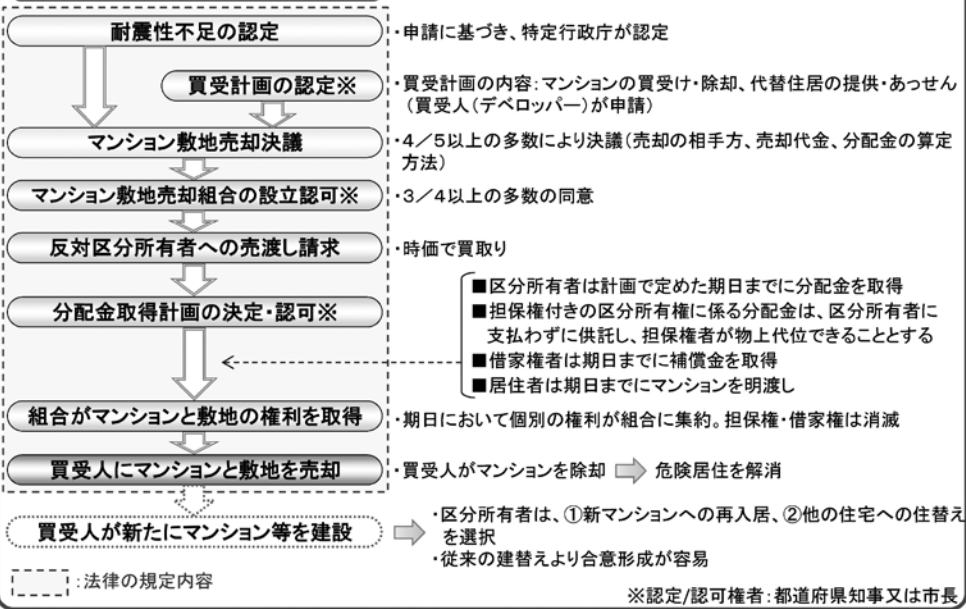 耐震性不足の認定
・申請に基づき、特定行政庁が認定
買受計画の認定※
・買受計画の内容：マンションの買受け・除却、代替住居の提供・あっせん
（買受人（デベロッパー）が申請）
マンション敷地売却決議
・４／５以上の多数により決議（売却の相手方、売却代金、分配金の算定
方法）
マンション敷地売却組合の設立認可※
・３／４以上の多数の同意
反対区分所有者への売渡し請求
・時価で買取り
分配金取得計画の決定・認可※
■区分所有者は計画で定めた期日までに分配金を取得
■担保権付きの区分所有権に係る分配金は、区分所有者に
支払わずに供託し、担保権者が物上代位できることとする
■借家権者は期日までに補償金を取得
■居住者は期日までにマンションを明渡し
組合がマンションと敷地の権利を取得
・期日において個別の権利が組合に集約。担保権・借家権は消滅
買受人にマンションと敷地を売却
・買受人がマンションを除却 ⇨ 危険居住を解消
買受人が新たにマンション等を建設
・区分所有者は、①新マンションへの再入居、②他の住宅への住替え
を選択
・従来の建替えより合意形成が容易
：法律の規定内容
※認定/認可権者：都道府県知事又は市長